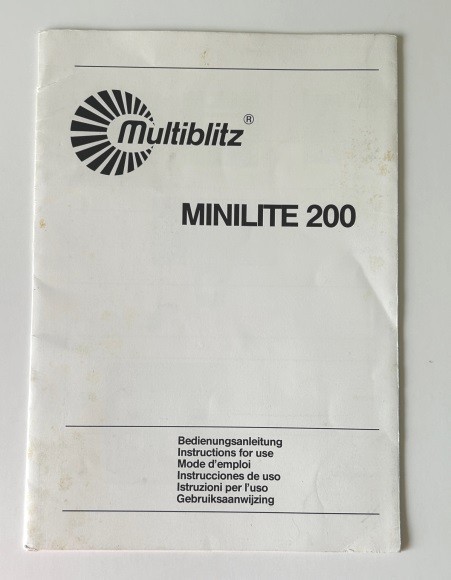 Multiblitz®
MINILITE 200
Bedienungsanleitung
Instructions for use
Mode d'emploi
Instrucciones de uso
Istruzioni per l'uso
Gebruiksaanwijzing